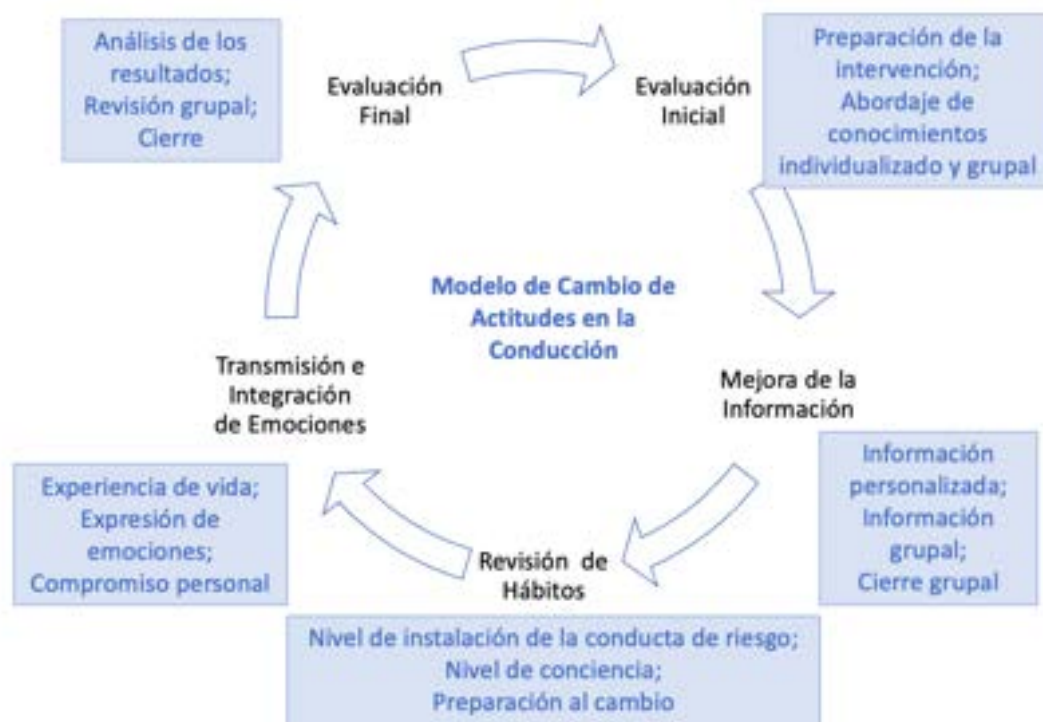 Análisis de los
resultados;
Revisión grupal;
Cierre
Evaluación
Final
Evaluación
Inicial
Preparación de la
intervención;
Abordaje de
conocimientos
individualizado y grupal
Modelo de Cambio de
Actitudes en la
Conducción
Transmisión e
Integración
de Emociones
Mejora de la
Información
Experiencia de vida;
Expresión de
emociones;
Compromiso personal
Revisión de
Hábitos
Información
personalizada;
Información
grupal;
Cierre grupal
Nivel de instalación de la conducta de riesgo;
Nivel de conciencia;
Preparación al cambio